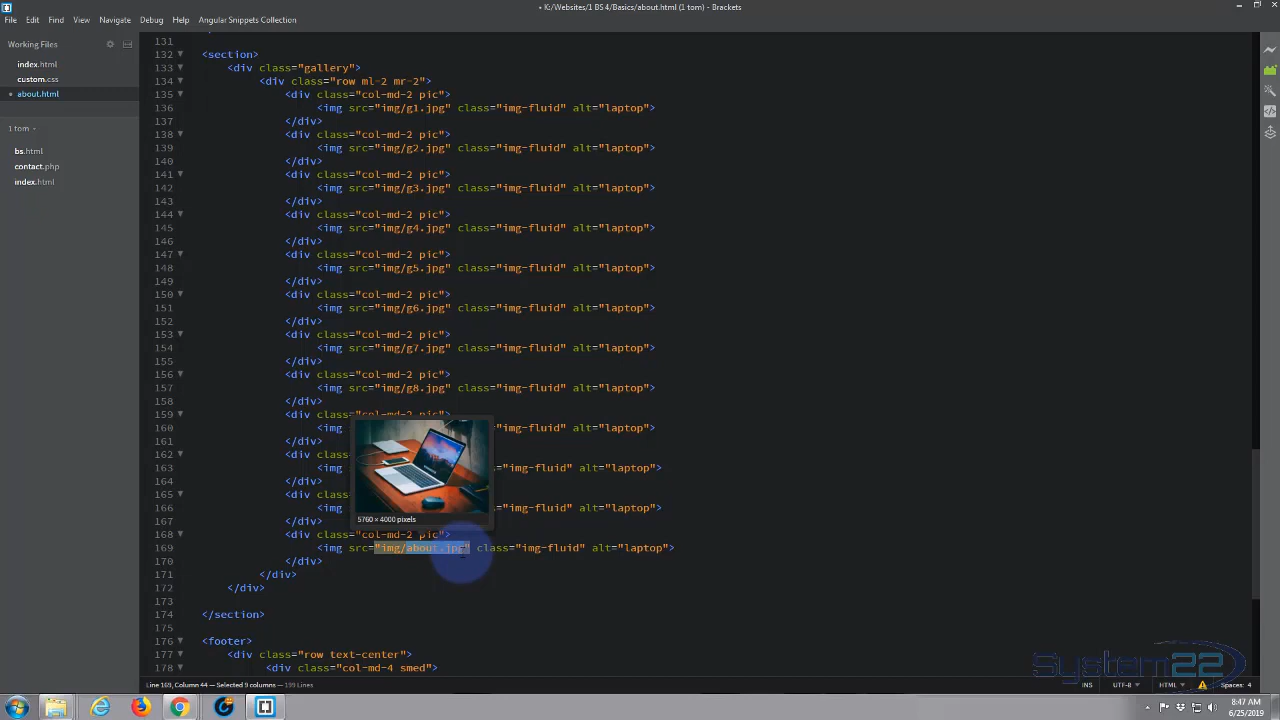 • K:/Websites/1 BS 4/Basics/about.html (1 tom) - Brackets
File Edit Find View Navigate Debug Help Angular Snippets Collection
Working Files
index.html
custom.css
• about.html
1 tom
bs.html
contact.php
index.html
131
132 <section>
133 <div class="gallery">
134 <div class="row ml-2 mr-2">
135 <div class="col-md-2 pic">
136 <img src="img/g1.jpg" class="img-fluid" alt="laptop">
137 </div>
138 <div class="col-md-2 pic">
139 <img src="img/g2.jpg" class="img-fluid" alt="laptop">
140 </div>
141 <div class="col-md-2 pic">
142 <img src="img/g3.jpg" class="img-fluid" alt="laptop">
143 </div>
144 <div class="col-md-2 pic">
145 <img src="img/g4.jpg" class="img-fluid" alt="laptop">
146 </div>
147 <div class="col-md-2 pic">
148 <img src="img/g5.jpg" class="img-fluid" alt="laptop">
149 </div>
150 <div class="col-md-2 pic">
151 <img src="img/g6.jpg" class="img-fluid" alt="laptop">
152 </div>
153 <div class="col-md-2 pic">
154 <img src="img/g7.jpg" class="img-fluid" alt="laptop">
155 </div>
156 <div class="col-md-2 pic">
157 <img src="img/g8.jpg" class="img-fluid" alt="laptop">
158 </div>
159 <div class="col-md-2 pic">
160 <img "img-fluid" alt="laptop">
161 </div>
162 <div class
163 <img ="img-fluid" alt="laptop">
164 </div>
165 <div class
166 <img ="img-fluid" alt="laptop">
167 </div>
168 <div class="col-md-2 pic">
169 <img src="img/about.jpg" class="img-fluid" alt="laptop">
170 </div>
171 </div>
172 </div>
173
174 </section>
175
176 <footer>
177 <div class="row text-center">
178 <div class="col-md-4 smed">
5760 × 4000 pixels
System22
Line 169, Column 44 — Selected 9 columns — 199 Lines
INS UTF-8 HTML Spaces: 4
8:47 AM
6/25/2019